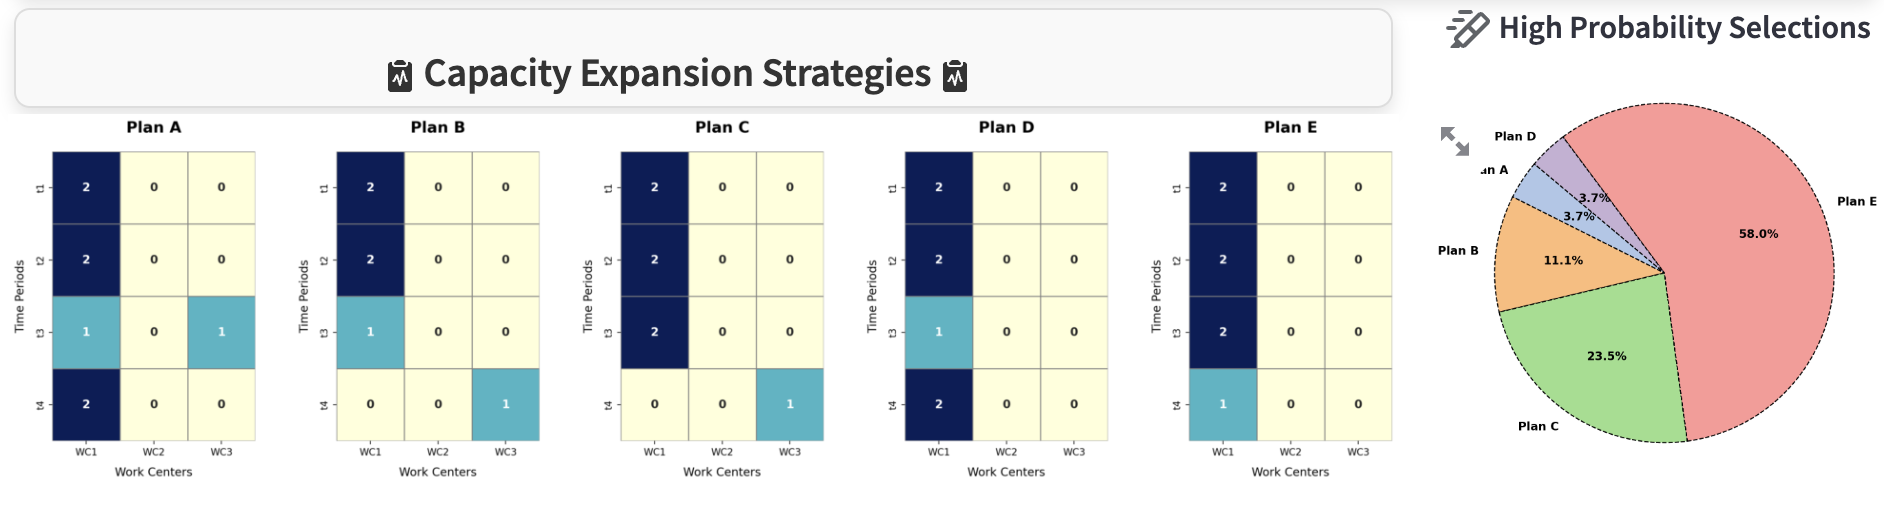 Capacity Expansion Strategies
High Probability Selections
Plan A
Plan B
Plan C
Plan D
Plan E
Time Periods
t1 2 0 0
t2 2 0 0
t3 1 0 1
t4 2 0 0
WC1 WC2 WC3
Work Centers
Time Periods
t1 2 0 0
t2 2 0 0
t3 1 0 0
t4 0 0 1
WC1 WC2 WC3
Work Centers
Time Periods
t1 2 0 0
t2 2 0 0
t3 2 0 0
t4 0 0 1
WC1 WC2 WC3
Work Centers
Time Periods
t1 2 0 0
t2 2 0 0
t3 1 0 0
t4 2 0 0
WC1 WC2 WC3
Work Centers
Time Periods
t1 2 0 0
t2 2 0 0
t3 2 0 0
t4 1 0 0
WC1 WC2 WC3
Work Centers
Plan D
3.7%
an A
3.7%
Plan B
11.1%
Plan C
23.5%
Plan E
58.0%